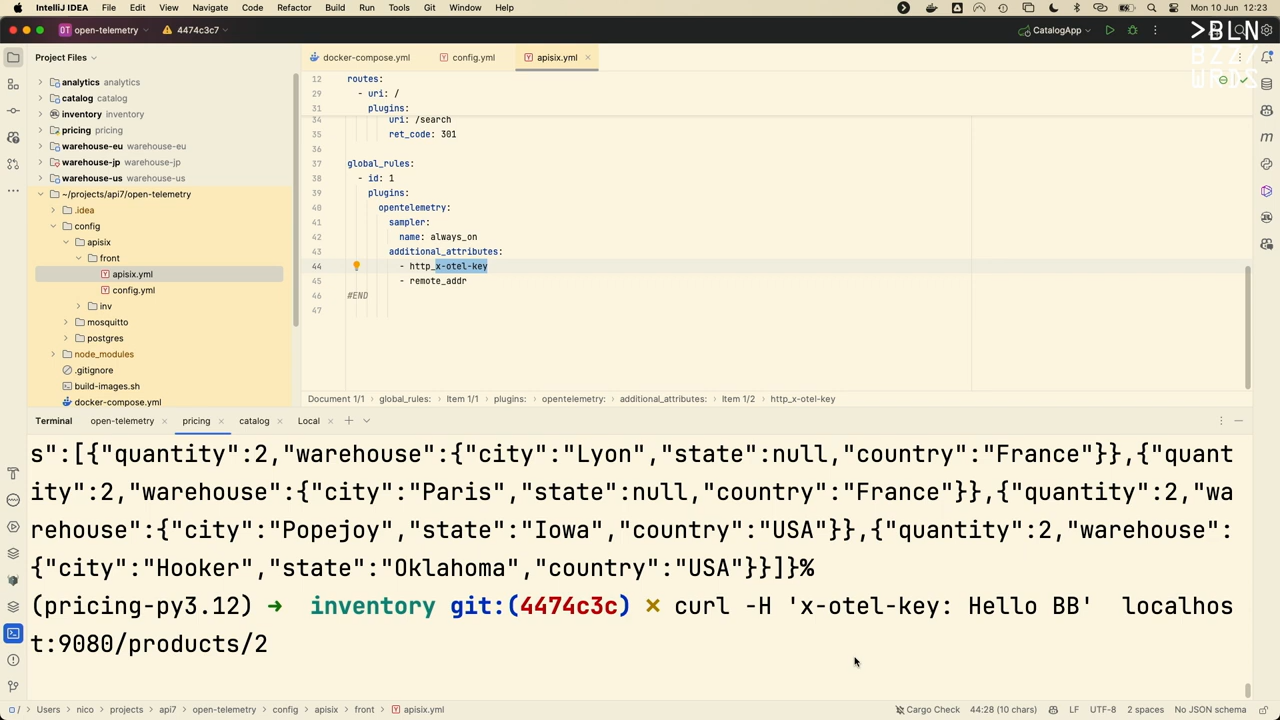 IntelliJ IDEA File Edit View Navigate Code Refactor Build Run Tools Git Window Help Mon 10 Jun 12:23
OT open-telemetry 4474c3c7 CatalogApp
>BLN
BZZ/
WRDS
Project Files
docker-compose.yml config.yml apisix.yml
analytics analytics
catalog catalog
inventory inventory
pricing pricing
warehouse-eu warehouse-eu
warehouse-jp warehouse-jp
warehouse-us warehouse-us
~/projects/api7/open-telemetry
.idea
config
apisix
front
apisix.yml
config.yml
inv
mosquitto
postgres
node_modules
.gitignore
build-images.sh
docker-compose.yml
12 routes:
29 - uri: /
31 plugins:
34 uri: /search
35 ret_code: 301
36
37 global_rules:
38 - id: 1
39 plugins:
40 opentelemetry:
41 sampler:
42 name: always_on
43 additional_attributes:
44 - http_x-otel-key
45 - remote_addr
46 #END
47
Document 1/1 › global_rules: › Item 1/1 › plugins: › opentelemetry: › additional_attributes: › Item 1/2 › http_x-otel-key
Terminal open-telemetry × pricing × catalog × Local × +
s":[{"quantity":2,"warehouse":{"city":"Lyon","state":null,"country":"France"}},{"quant
ity":2,"warehouse":{"city":"Paris","state":null,"country":"France"}},{"quantity":2,"wa
rehouse":{"city":"Popejoy","state":"Iowa","country":"USA"}},{"quantity":2,"warehouse":
{"city":"Hooker","state":"Oklahoma","country":"USA"}}]}%
(pricing-py3.12) ➜ inventory git:(4474c3c) ✗ curl -H 'x-otel-key: Hello BB' localhos
t:9080/products/2
/ › Users › nico › projects › api7 › open-telemetry › config › apisix › front › apisix.yml Cargo Check 44:28 (10 chars) LF UTF-8 2 spaces No JSON schema